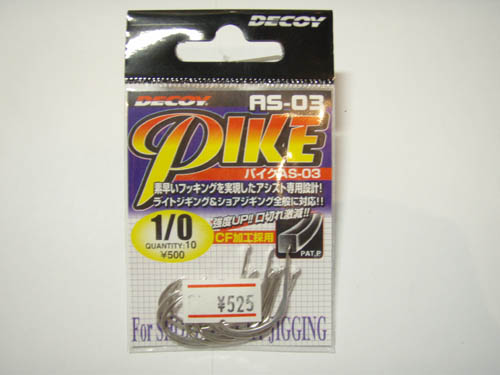 DECOY
DECOY
AS-03
PIKE
パイクAS-03
素早いフッキングを実現したアシスト専用設計!
ライトジギング&ショアジギング全般に対応!!
1/0
QUANTITY:10
¥500
強度UP!! 口切れ激減!!
CF加工採用
PAT.P
¥525
For
JIGGING